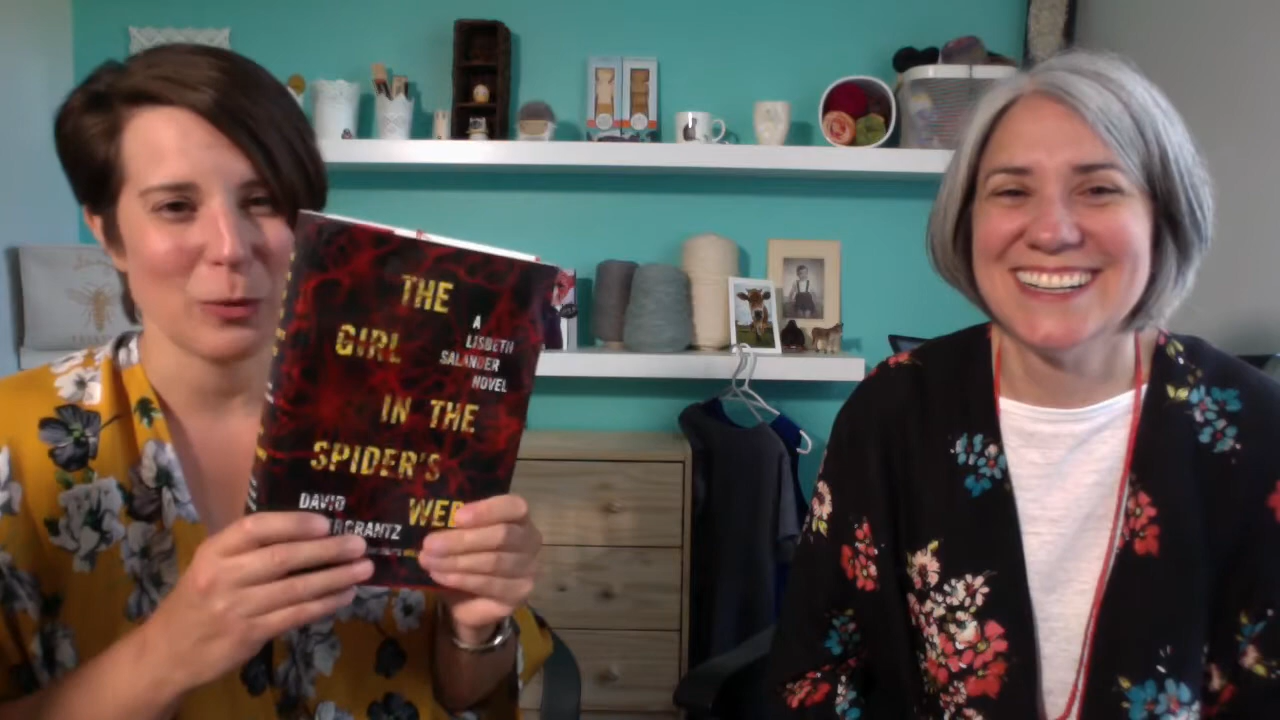 THE
GIRL
IN THE
SPIDER'S
WEB
A
LISBETH
SALANDER
NOVEL
DAVID